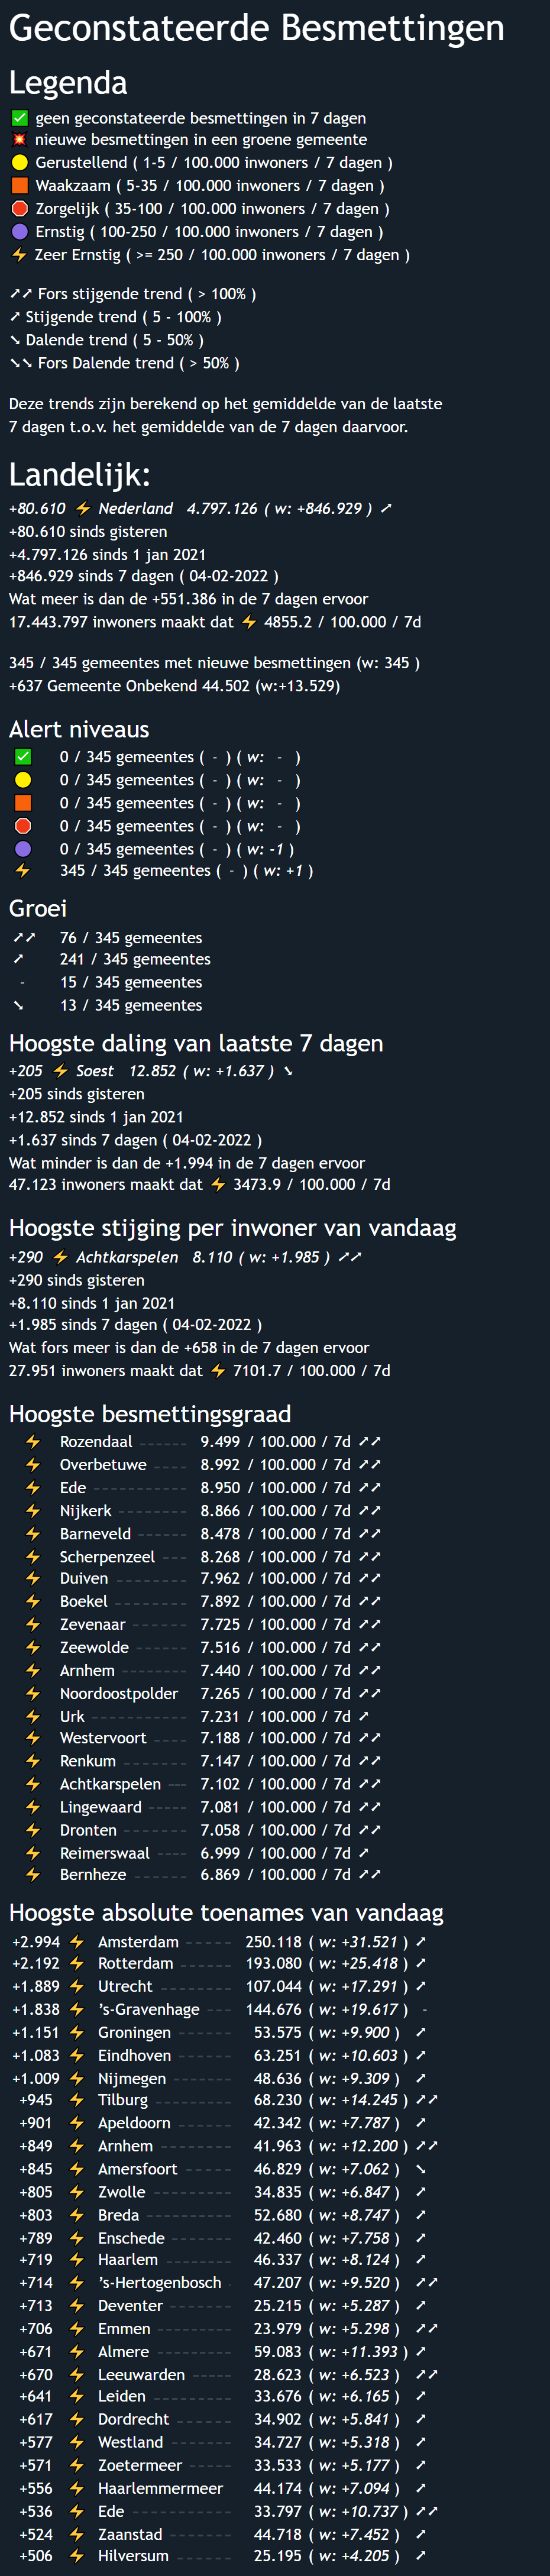 Geconstateerde Besmettingen
Legenda
✅ geen geconstateerde besmettingen in 7 dagen
💥 nieuwe besmettingen in een groene gemeente
🟡 Gerustellend ( 1-5 / 100.000 inwoners / 7 dagen )
🟧 Waakzaam ( 5-35 / 100.000 inwoners / 7 dagen )
🛑 Zorgelijk ( 35-100 / 100.000 inwoners / 7 dagen )
🟣 Ernstig ( 100-250 / 100.000 inwoners / 7 dagen )
⚡ Zeer Ernstig ( >= 250 / 100.000 inwoners / 7 dagen )
➚➚ Fors stijgende trend ( > 100% )
➚ Stijgende trend ( 5 - 100% )
➘ Dalende trend ( 5 - 50% )
➘➘ Fors Dalende trend ( > 50% )
Deze trends zijn berekend op het gemiddelde van de laatste
7 dagen t.o.v. het gemiddelde van de 7 dagen daarvoor.
Landelijk:
+80.610 ⚡ Nederland 4.797.126 ( w: +846.929 ) ➚
+80.610 sinds gisteren
+4.797.126 sinds 1 jan 2021
+846.929 sinds 7 dagen ( 04-02-2022 )
Wat meer is dan de +551.386 in de 7 dagen ervoor
17.443.797 inwoners maakt dat ⚡ 4855.2 / 100.000 / 7d
345 / 345 gemeentes met nieuwe besmettingen (w: 345 )
+637 Gemeente Onbekend 44.502 (w:+13.529)
Alert niveaus
✅ 0 / 345 gemeentes ( - ) ( w: - )
🟡 0 / 345 gemeentes ( - ) ( w: - )
🟧 0 / 345 gemeentes ( - ) ( w: - )
🛑 0 / 345 gemeentes ( - ) ( w: - )
🟣 0 / 345 gemeentes ( - ) ( w: -1 )
⚡ 345 / 345 gemeentes ( - ) ( w: +1 )
Groei
➚➚ 76 / 345 gemeentes
➚ 241 / 345 gemeentes
- 15 / 345 gemeentes
➘ 13 / 345 gemeentes
Hoogste daling van laatste 7 dagen
+205 ⚡ Soest 12.852 ( w: +1.637 ) ➘
+205 sinds gisteren
+12.852 sinds 1 jan 2021
+1.637 sinds 7 dagen ( 04-02-2022 )
Wat minder is dan de +1.994 in de 7 dagen ervoor
47.123 inwoners maakt dat ⚡ 3473.9 / 100.000 / 7d
Hoogste stijging per inwoner van vandaag
+290 ⚡ Achtkarspelen 8.110 ( w: +1.985 ) ➚➚
+290 sinds gisteren
+8.110 sinds 1 jan 2021
+1.985 sinds 7 dagen ( 04-02-2022 )
Wat fors meer is dan de +658 in de 7 dagen ervoor
27.951 inwoners maakt dat ⚡ 7101.7 / 100.000 / 7d
Hoogste besmettingsgraad
⚡ Rozendaal ----- 9.499 / 100.000 / 7d ➚➚
⚡ Overbetuwe ---- 8.992 / 100.000 / 7d ➚➚
⚡ Ede ----------- 8.950 / 100.000 / 7d ➚➚
⚡ Nijkerk -------- 8.866 / 100.000 / 7d ➚➚
⚡ Barneveld ------ 8.478 / 100.000 / 7d ➚➚
⚡ Scherpenzeel --- 8.268 / 100.000 / 7d ➚➚
⚡ Duiven -------- 7.962 / 100.000 / 7d ➚➚
⚡ Boekel -------- 7.892 / 100.000 / 7d ➚➚
⚡ Zevenaar ------ 7.725 / 100.000 / 7d ➚➚
⚡ Zeewolde ------ 7.516 / 100.000 / 7d ➚➚
⚡ Arnhem ------- 7.440 / 100.000 / 7d ➚➚
⚡ Noordoostpolder 7.265 / 100.000 / 7d ➚➚
⚡ Urk ----------- 7.231 / 100.000 / 7d ➚
⚡ Westervoort ---- 7.188 / 100.000 / 7d ➚➚
⚡ Renkum ------- 7.147 / 100.000 / 7d ➚➚
⚡ Achtkarspelen --- 7.102 / 100.000 / 7d ➚➚
⚡ Lingewaard ----- 7.081 / 100.000 / 7d ➚➚
⚡ Dronten ------- 7.058 / 100.000 / 7d ➚➚
⚡ Reimerswaal ---- 6.999 / 100.000 / 7d ➚
⚡ Bernheze ------ 6.869 / 100.000 / 7d ➚➚
Hoogste absolute toenames van vandaag
+2.994 ⚡ Amsterdam ----- 250.118 ( w: +31.521 ) ➚
+2.192 ⚡ Rotterdam ------ 193.080 ( w: +25.418 ) ➚
+1.889 ⚡ Utrecht -------- 107.044 ( w: +17.291 ) ➚
+1.838 ⚡ 's-Gravenhage --- 144.676 ( w: +19.617 ) -
+1.151 ⚡ Groningen ------ 53.575 ( w: +9.900 ) ➚
+1.083 ⚡ Eindhoven ------ 63.251 ( w: +10.603 ) ➚
+1.009 ⚡ Nijmegen ------- 48.636 ( w: +9.309 ) ➚
+945 ⚡ Tilburg --------- 68.230 ( w: +14.245 ) ➚➚
+901 ⚡ Apeldoorn ------ 42.342 ( w: +7.787 ) ➚
+849 ⚡ Arnhem -------- 41.963 ( w: +12.200 ) ➚➚
+845 ⚡ Amersfoort ----- 46.829 ( w: +7.062 ) ➘
+805 ⚡ Zwolle --------- 34.835 ( w: +6.847 ) ➚
+803 ⚡ Breda --------- 52.680 ( w: +8.747 ) ➚
+789 ⚡ Enschede ------- 42.460 ( w: +7.758 ) ➚
+719 ⚡ Haarlem ------- 46.337 ( w: +8.124 ) ➚
+714 ⚡ 's-Hertogenbosch - 47.207 ( w: +9.520 ) ➚➚
+713 ⚡ Deventer ------- 25.215 ( w: +5.287 ) ➚
+706 ⚡ Emmen -------- 23.979 ( w: +5.298 ) ➚➚
+671 ⚡ Almere -------- 59.083 ( w: +11.393 ) ➚
+670 ⚡ Leeuwarden ----- 28.623 ( w: +6.523 ) ➚➚
+641 ⚡ Leiden --------- 33.676 ( w: +6.165 ) ➚
+617 ⚡ Dordrecht ------ 34.902 ( w: +5.841 ) ➚
+577 ⚡ Westland ------- 34.727 ( w: +5.318 ) ➚
+571 ⚡ Zoetermeer ----- 33.533 ( w: +5.177 ) ➚
+556 ⚡ Haarlemmermeer 44.174 ( w: +7.094 ) ➚
+536 ⚡ Ede ----------- 33.797 ( w: +10.737 ) ➚➚
+524 ⚡ Zaanstad ------- 44.718 ( w: +7.452 ) ➚
+506 ⚡ Hilversum ------ 25.195 ( w: +4.205 ) ➚